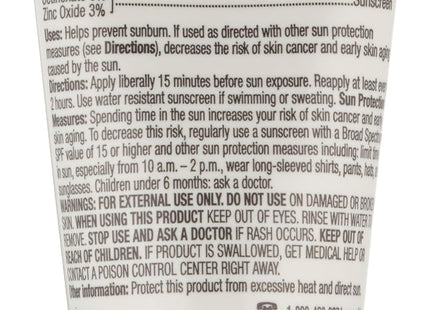 Zinc Oxide 3% Sunscreen
Uses: Helps prevent sunburn. If used as directed with other sun protection
measures (see Directions), decreases the risk of skin cancer and early skin aging
caused by the sun.
Directions: Apply liberally 15 minutes before sun exposure. Reapply at least every
2 hours. Use water resistant sunscreen if swimming or sweating. Sun Protection
Measures: Spending time in the sun increases your risk of skin cancer and early
skin aging. To decrease this risk, regularly use a sunscreen with a Broad Spectrum
SPF value of 15 or higher and other sun protection measures including: limit time
in sun, especially from 10 a.m. – 2 p.m., wear long-sleeved shirts, pants, hats,
sunglasses. Children under 6 months: ask a doctor.
WARNINGS: FOR EXTERNAL USE ONLY. DO NOT USE ON DAMAGED OR BROKEN
SKIN. WHEN USING THIS PRODUCT KEEP OUT OF EYES. RINSE WITH WATER TO
REMOVE. STOP USE AND ASK A DOCTOR IF RASH OCCURS. KEEP OUT OF
REACH OF CHILDREN. IF PRODUCT IS SWALLOWED, GET MEDICAL HELP OR
CONTACT A POISON CONTROL CENTER RIGHT AWAY.
Other Information: Protect this product from excessive heat and direct sun.